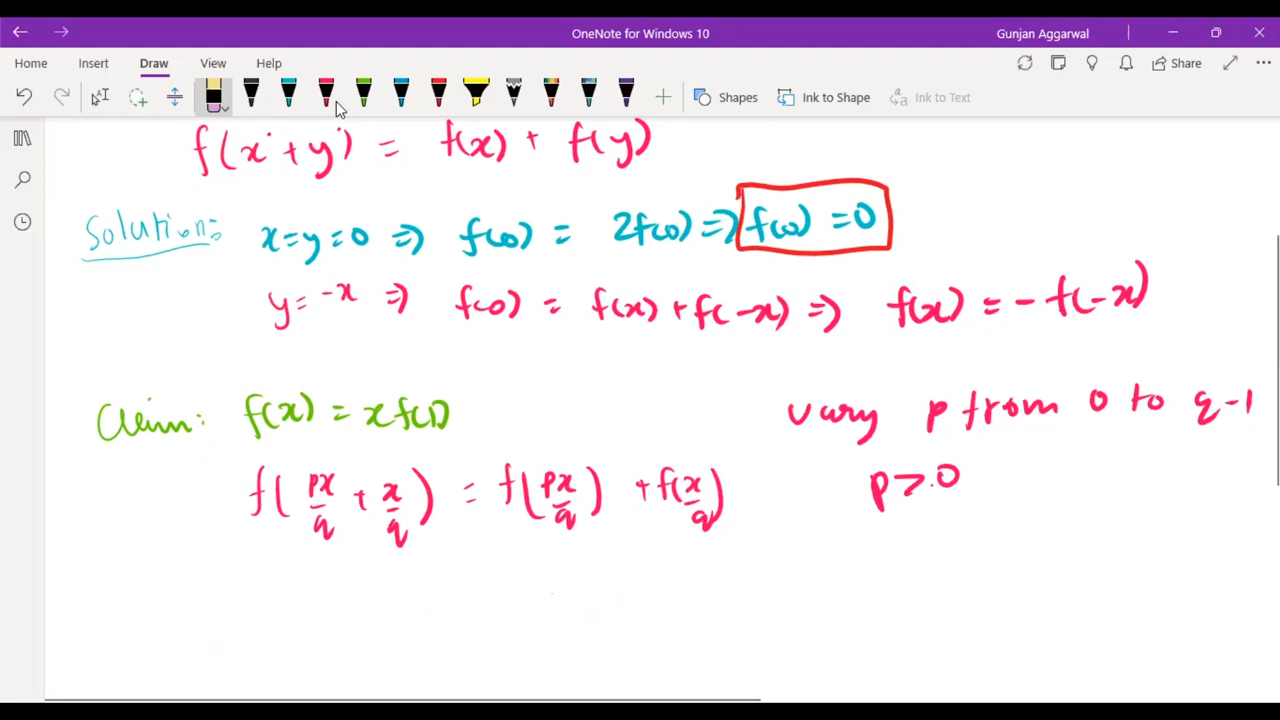 OneNote for Windows 10
Gunjan Aggarwal
Home Insert Draw View Help
Share
Shapes
Ink to Shape
Ink to Text
f(x+y) = f(x) + f(y)
Solution: x=y=0 => f(0) = 2f(0) => f(0) = 0
y = -x => f(0) = f(x) + f(-x) => f(x) = - f(-x)
Claim: f(x) = x f(1)
vary p from 0 to q-1
f(px/q + x/q) = f(px/q) + f(x/q)
p>0